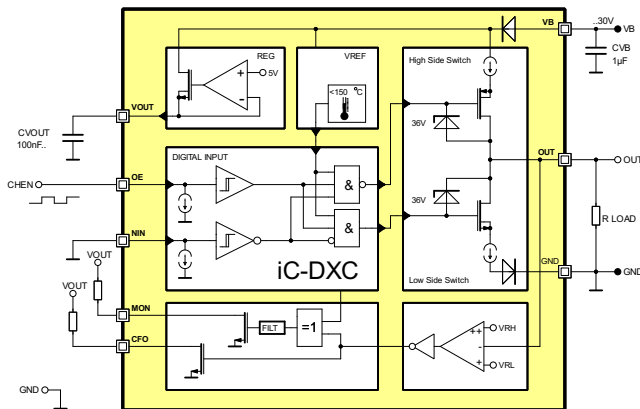 VB
..30V
VB
CVB
1µF
REG
5V
VREF
<150 °C
High Side Switch
36V
VOUT
CVOUT
100nF..
DIGITAL INPUT
OE
CHEN
&
&
36V
OUT
OUT
R LOAD
NIN
iC-DXC
GND
GND
Low Side Switch
VOUT
VOUT
MON
FILT
=1
CFO
++
-
+
VRH
VRL
GND
+
-